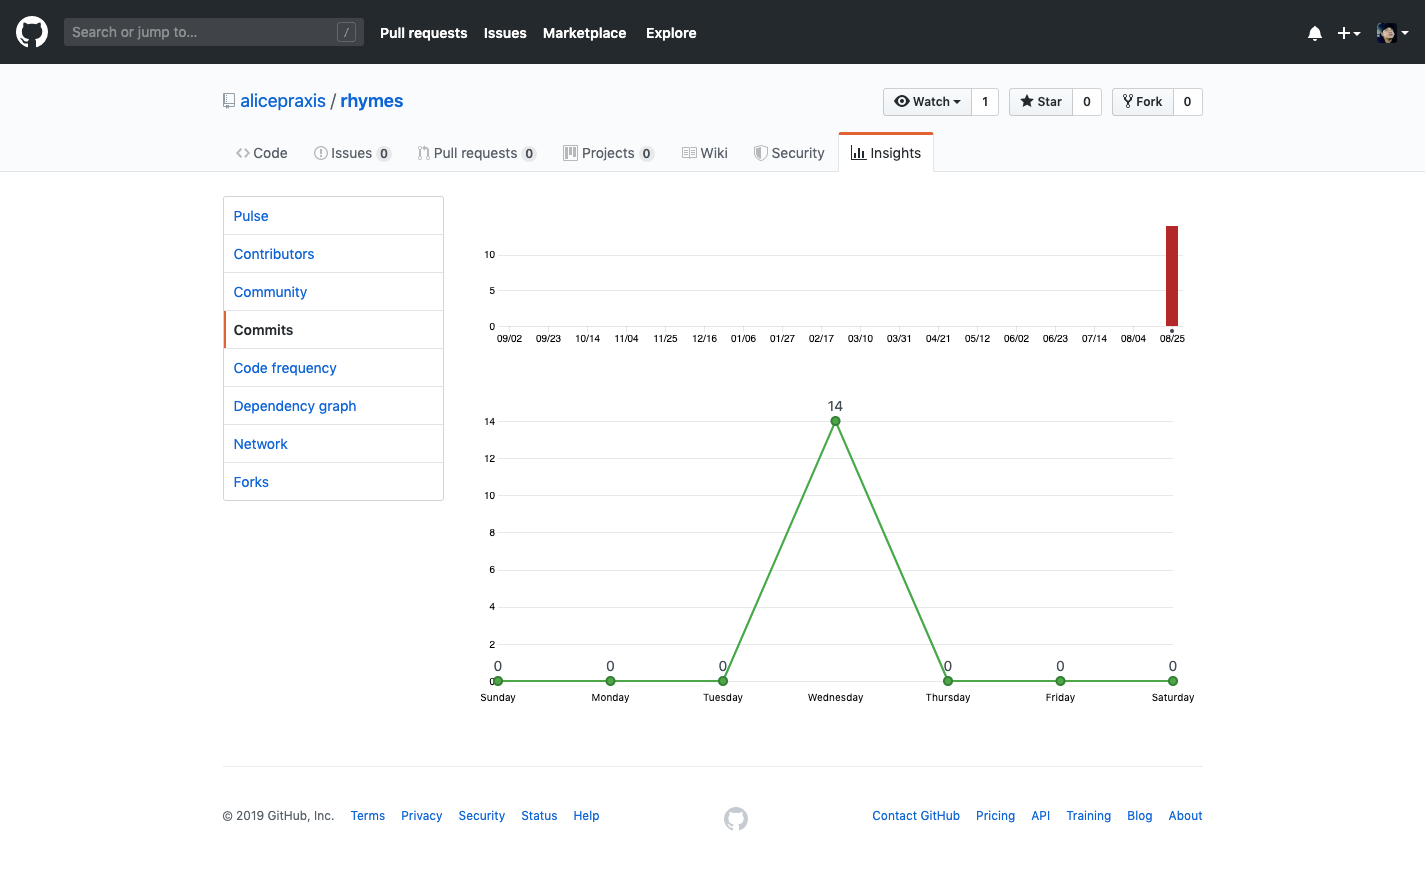 Search or jump to... / Pull requests Issues Marketplace Explore
alicepraxis / rhymes Watch 1 Star 0 Fork 0
Code Issues 0 Pull requests 0 Projects 0 Wiki Security Insights
Pulse
Contributors
Community
Commits
Code frequency
Dependency graph
Network
Forks
10
5
0
09/02 09/23 10/14 11/04 11/25 12/16 01/06 01/27 02/17 03/10 03/31 04/21 05/12 06/02 06/23 07/14 08/04 08/25
14
14
12
10
8
6
4
2
0 0 0 0 0 0
0
Sunday Monday Tuesday Wednesday Thursday Friday Saturday
© 2019 GitHub, Inc. Terms Privacy Security Status Help Contact GitHub Pricing API Training Blog About